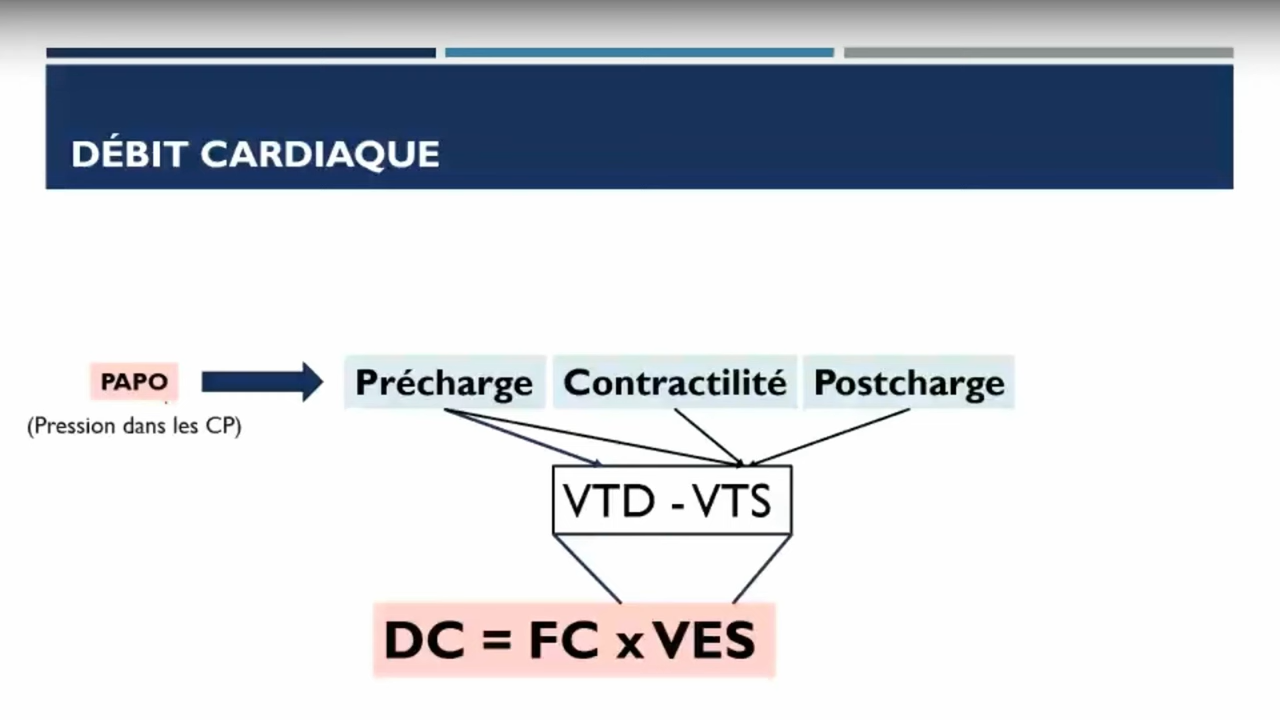 DÉBIT CARDIAQUE
PAPO
Précharge Contractilité Postcharge
(Pression dans les CP)
VTD - VTS
DC = FC x VES